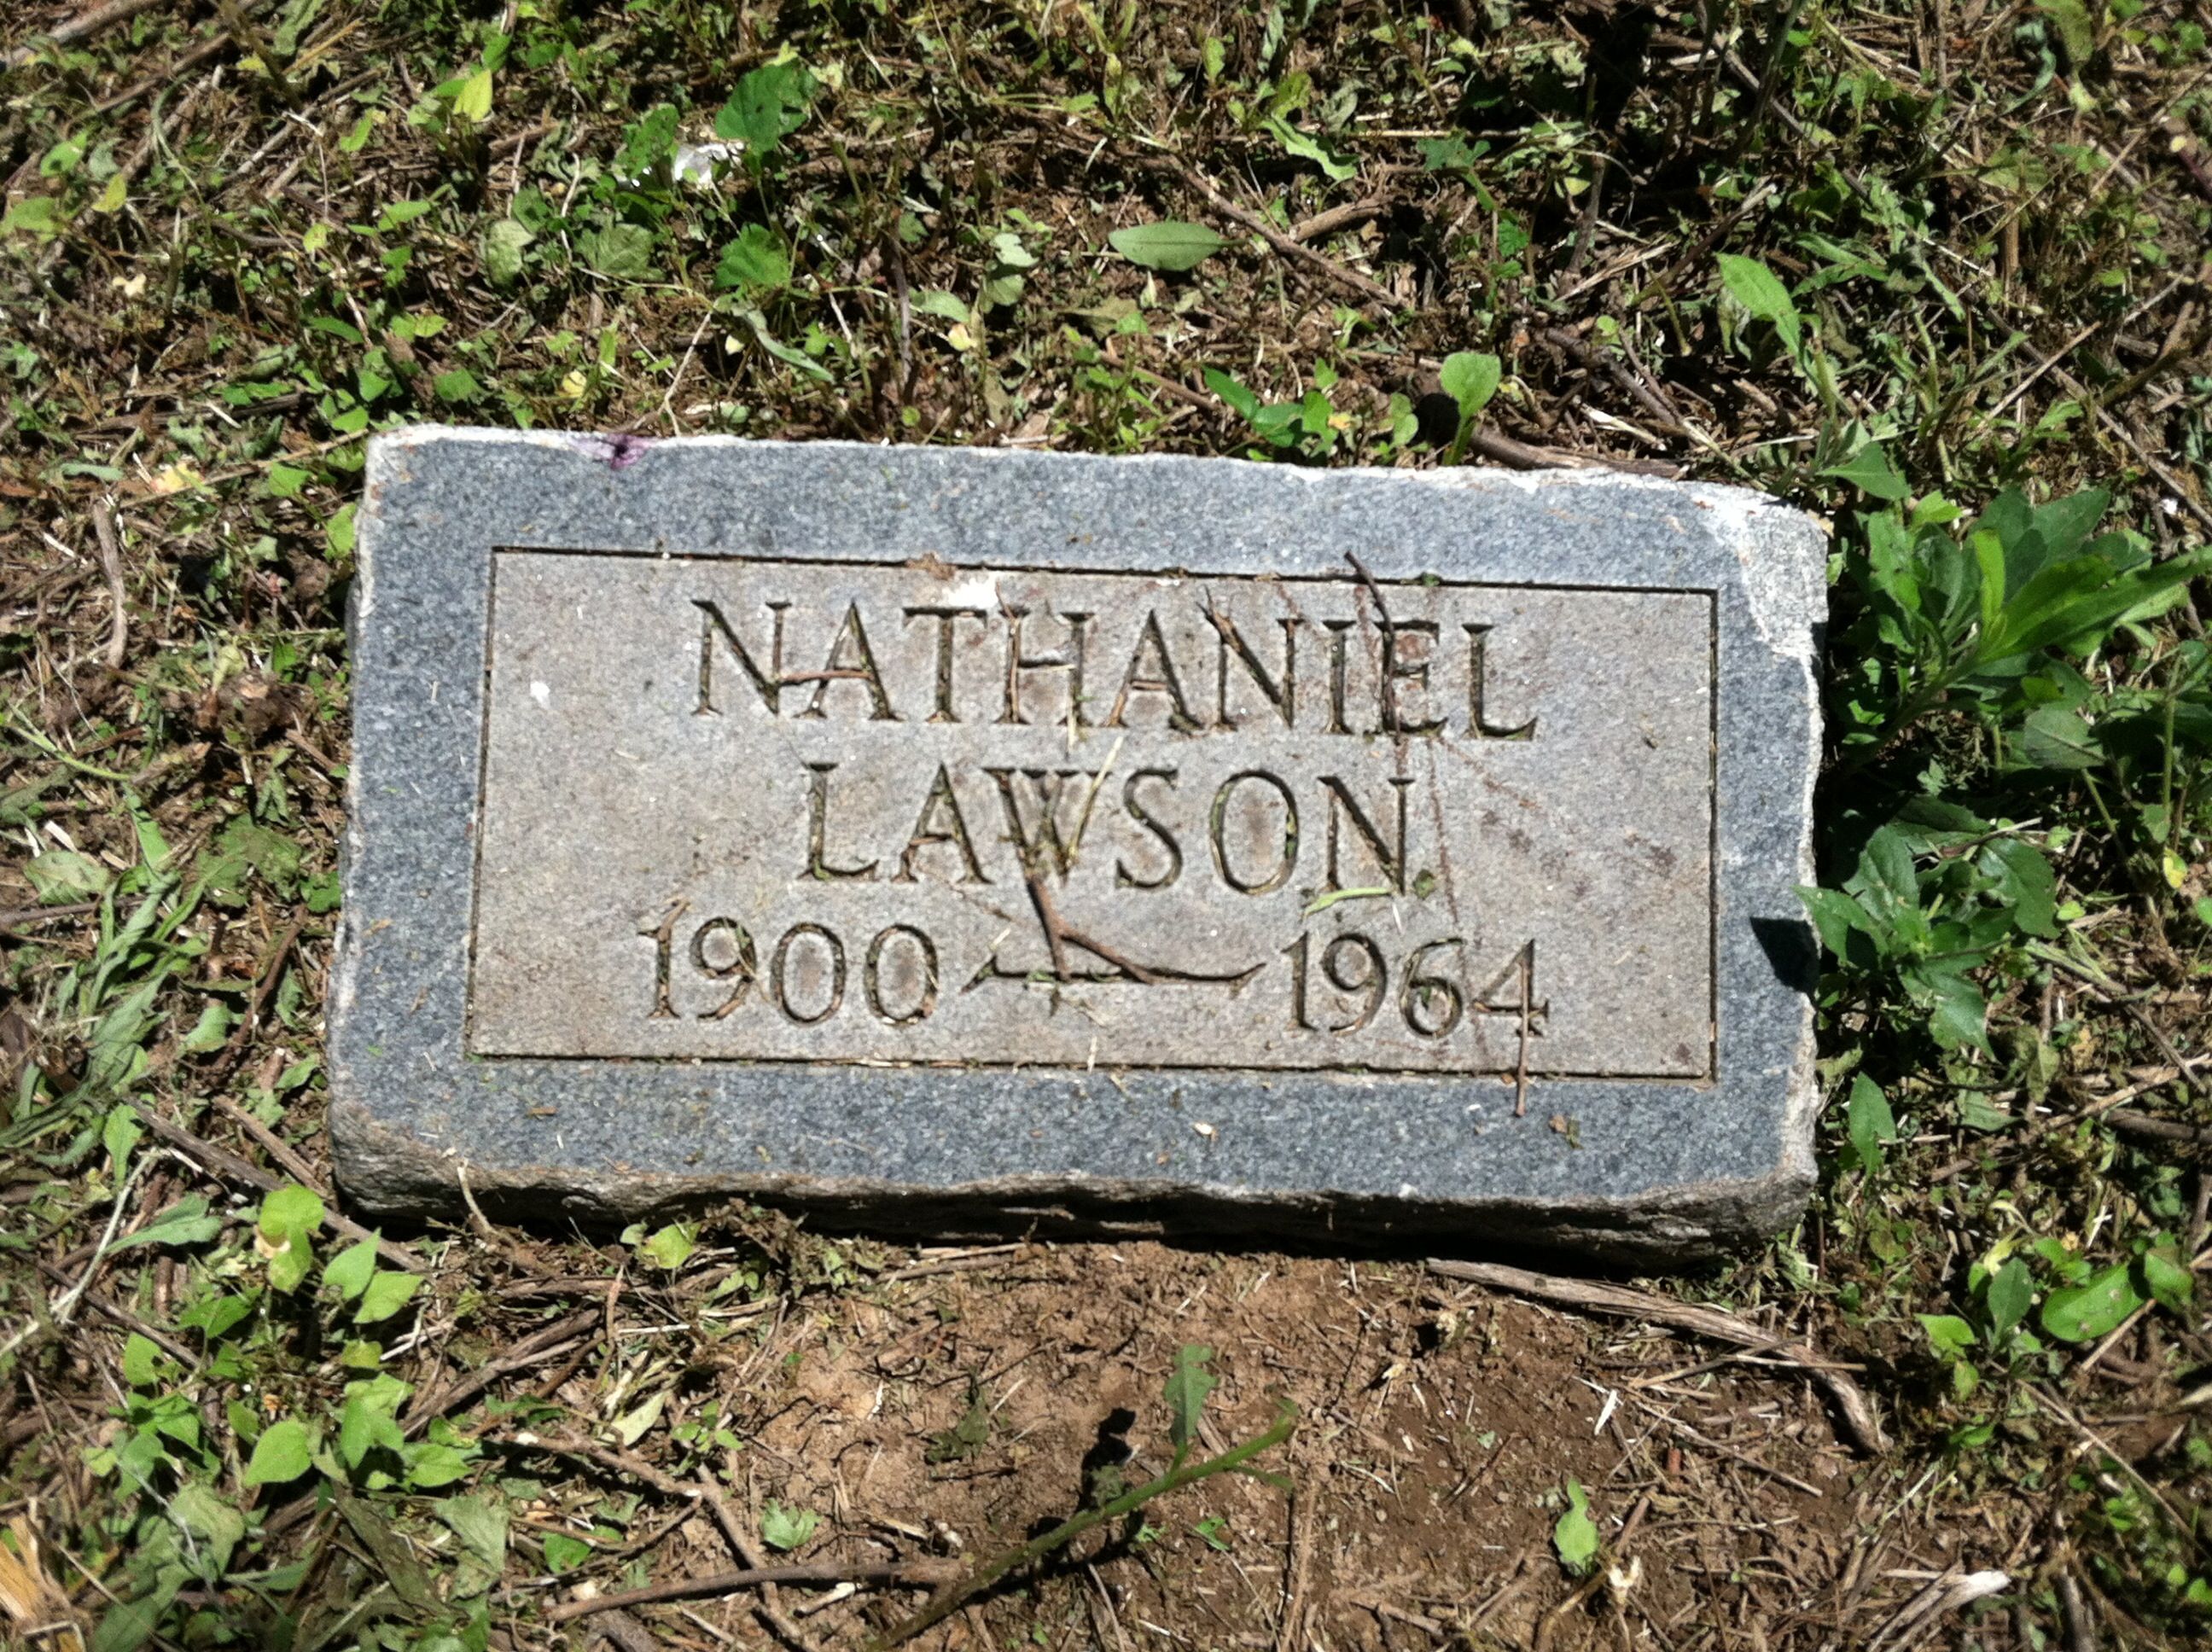 NATHANIEL
LAWSON
1900 — 1964